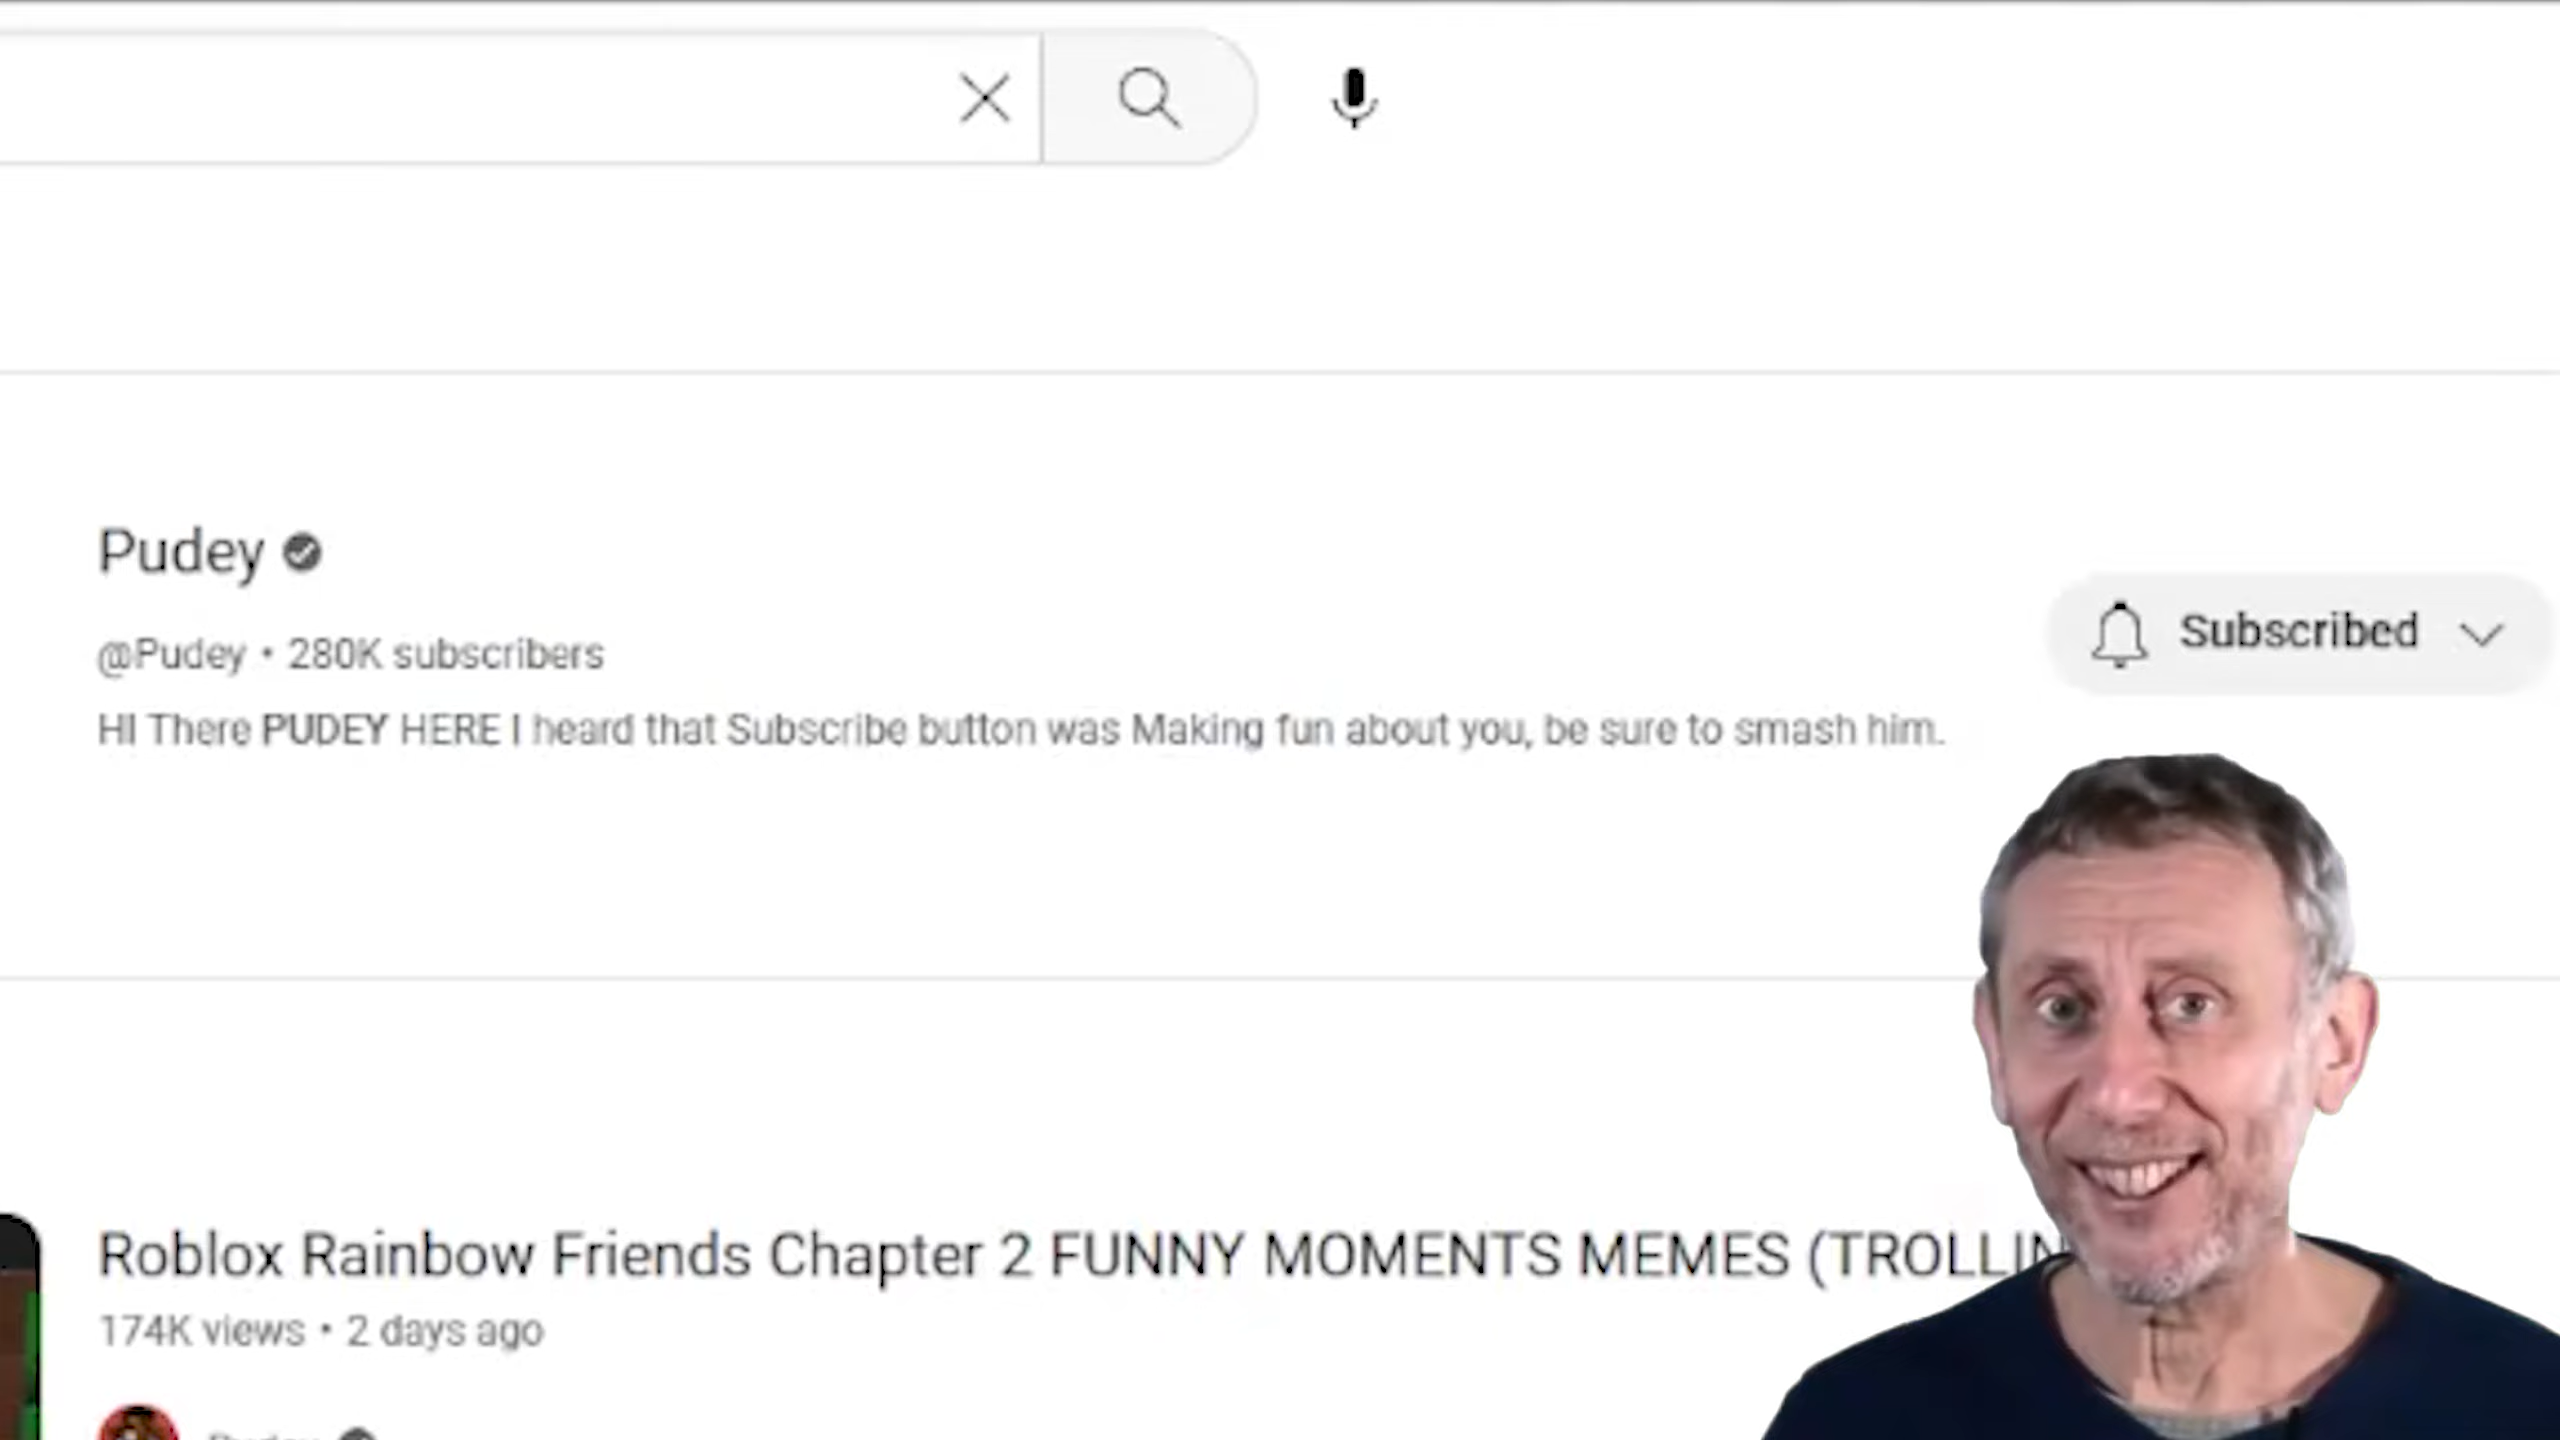 Pudey
@Pudey • 280K subscribers
Subscribed
HI There PUDEY HERE I heard that Subscribe button was Making fun about you, be sure to smash him.
Roblox Rainbow Friends Chapter 2 FUNNY MOMENTS MEMES (TROLLIN
174K views • 2 days ago